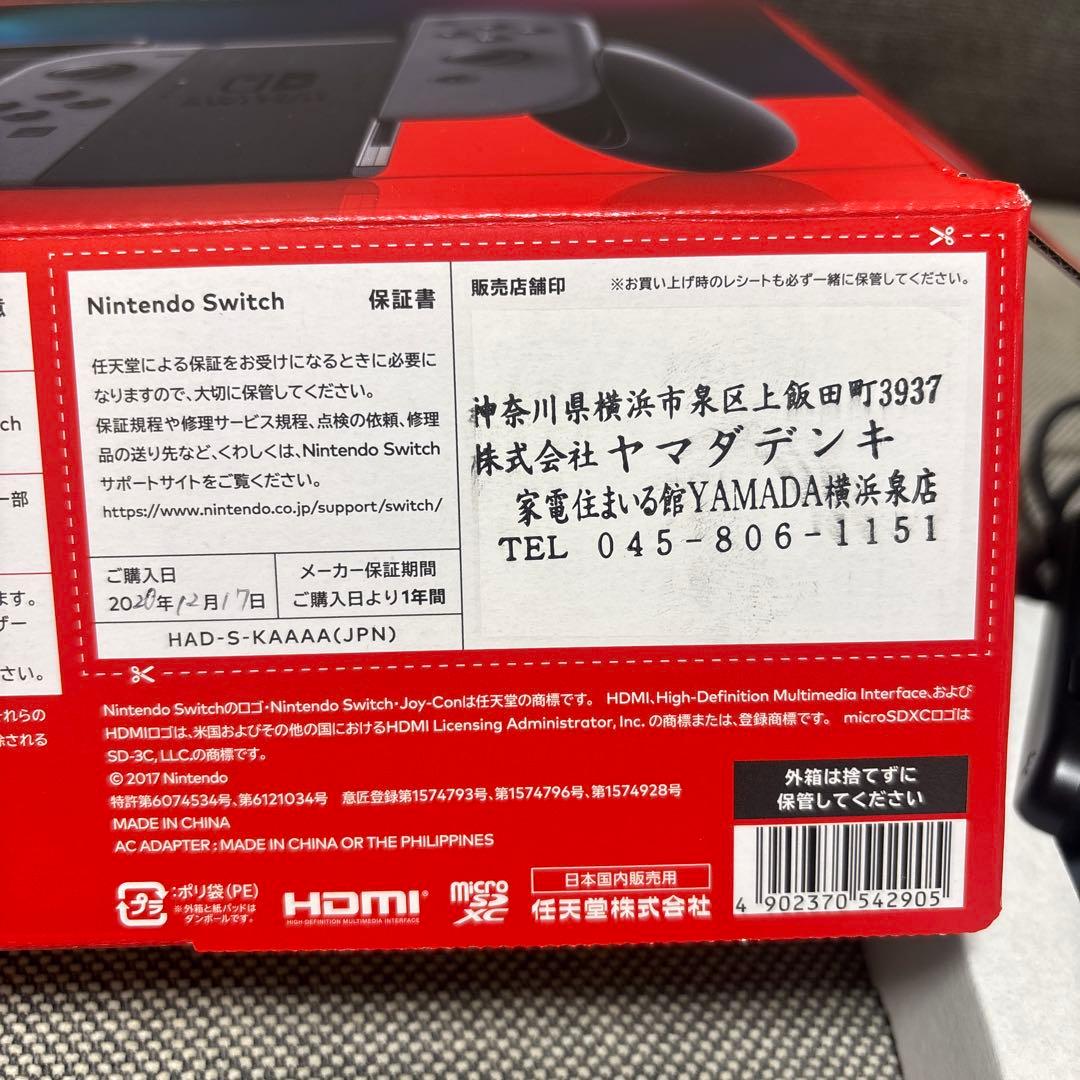 Nintendo Switch 保証書
任天堂による保証をお受けになるときに必要に
なりますので、大切に保管してください。
保証規程や修理サービス規程、点検の依頼、修理
品の送り先など、くわしくは、Nintendo Switch
サポートサイトをご覧ください。
https://www.nintendo.co.jp/support/switch/
ご購入日
2020年12月17日
メーカー保証期間
ご購入日より1年間
HAD-S-KAAAA(JPN)
販売店舗印 ※お買い上げ時のレシートも必ず一緒に保管してください。
神奈川県横浜市泉区上飯田町3937
株式会社ヤマダデンキ
家電住まいる館YAMADA横浜泉店
TEL 045-806-1151
ch
一部
ます。
ザー
さい。
それらの
除される
Nintendo Switchのロゴ・Nintendo Switch・Joy-Conは任天堂の商標です。 HDMI、High-Definition Multimedia Interface、および
HDMIロゴは、米国およびその他の国におけるHDMI Licensing Administrator, Inc. の商標または、登録商標です。 microSDXCロゴは
SD-3C, LLC.の商標です。
© 2017 Nintendo
特許第6074534号、第6121034号 意匠登録第1574793号、第1574796号、第1574928号
MADE IN CHINA
AC ADAPTER : MADE IN CHINA OR THE PHILIPPINES
プラ
:ポリ袋(PE)
※外箱と紙パッドは
ダンボールです。
HDMI®
HIGH-DEFINITION MULTIMEDIA INTERFACE
micro
SD
XC
日本国内販売用
任天堂株式会社
外箱は捨てずに
保管してください
4 902370 542905